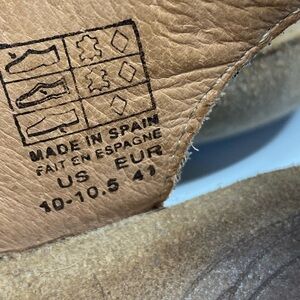 MADE IN SPAIN
FAIT EN ESPAGNE
US EUR
10-10.5 41